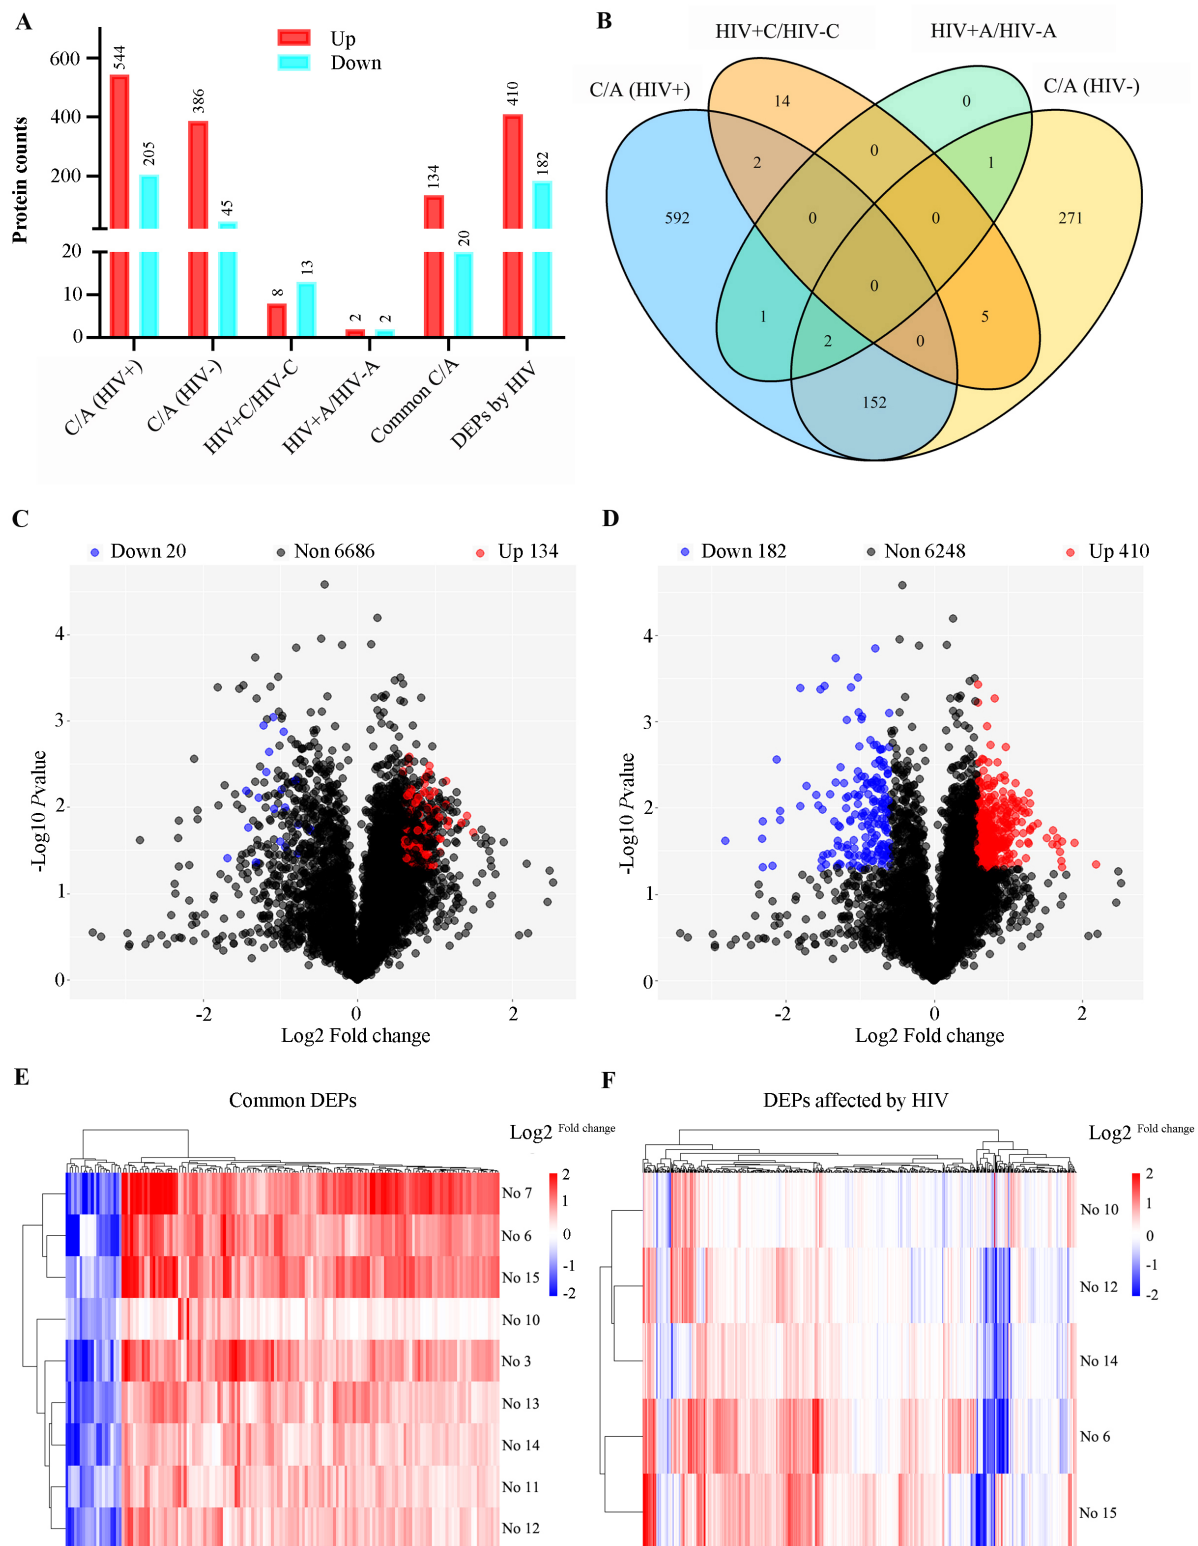 A
Up
Down
Protein counts
600
400
200
20
10
0
544
205
386
45
8
13
2
2
134
20
410
182
C/A (HIV+)
C/A (HIV-)
HIV+C/HIV-C
HIV+A/HIV-A
Common C/A
DEPs by HIV
B
HIV+C/HIV-C
HIV+A/HIV-A
C/A (HIV+)
C/A (HIV-)
14
0
2
0
1
592
0
0
271
0
1
5
2
0
152
C
Down 20
Non 6686
Up 134
-Log10 Pvalue
4
3
2
1
0
-2
0
2
Log2 Fold change
D
Down 182
Non 6248
Up 410
-Log10 Pvalue
4
3
2
1
0
-2
0
2
Log2 Fold change
E
Common DEPs
Log2 Fold change
2
1
0
-1
-2
No 7
No 6
No 15
No 10
No 3
No 13
No 14
No 11
No 12
F
DEPs affected by HIV
Log2 Fold change
2
1
0
-1
-2
No 10
No 12
No 14
No 6
No 15